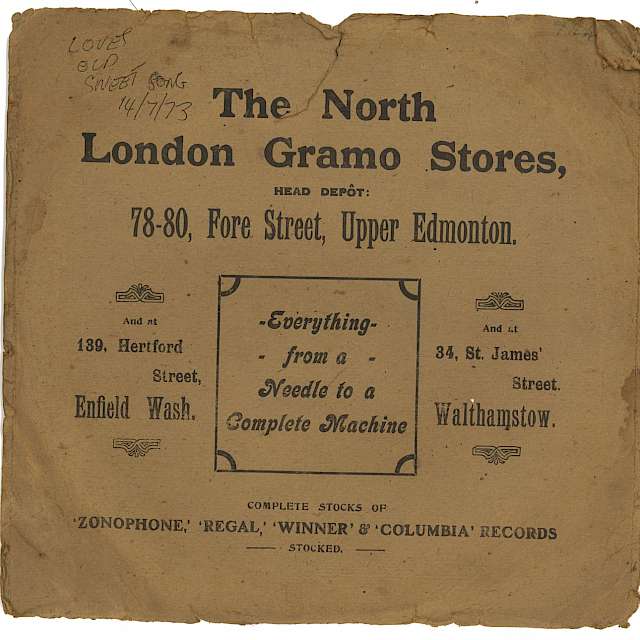 LOVES
OLD
SWEET SONG
14/7/73
The North
London Gramo Stores,
HEAD DEPÔT:
78-80, Fore Street, Upper Edmonton.
And at
139, Hertford
Street,
Enfield Wash.
-Everything-
- from a -
Needle to a
Complete Machine
And at
34, St. James'
Street.
Walthamstow.
COMPLETE STOCKS OF
'ZONOPHONE,' 'REGAL,' 'WINNER' & 'COLUMBIA' RECORDS
STOCKED.